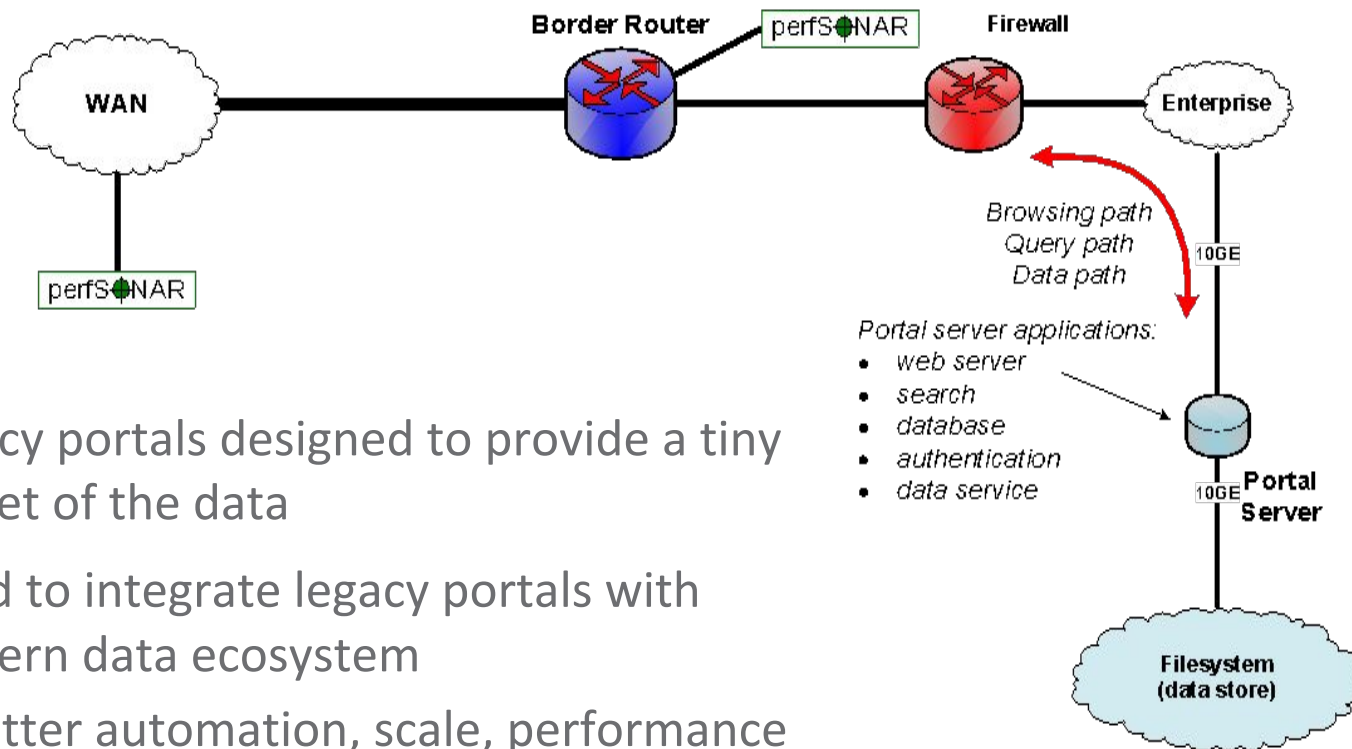 Border Router
perfSONAR
Firewall
WAN
Enterprise
Browsing path
Query path
Data path
10GE
perfSONAR
Portal server applications:
• web server
• search
• database
• authentication
• data service
10GE
Portal
Server
cy portals designed to provide a tiny
et of the data
d to integrate legacy portals with
ern data ecosystem
tter automation, scale, performance
Filesystem
(data store)